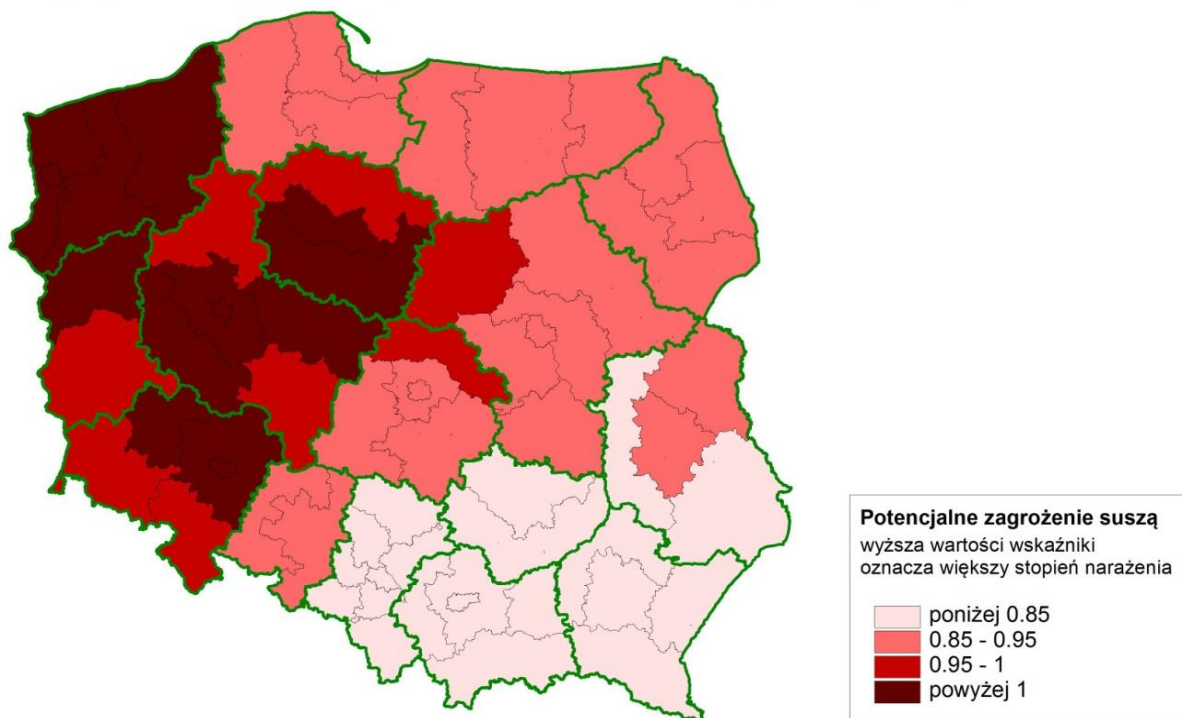 Potencjalne zagrożenie suszą
wyższa wartości wskaźniki
oznacza większy stopień narażenia
poniżej 0.85
0.85 - 0.95
0.95 - 1
powyżej 1